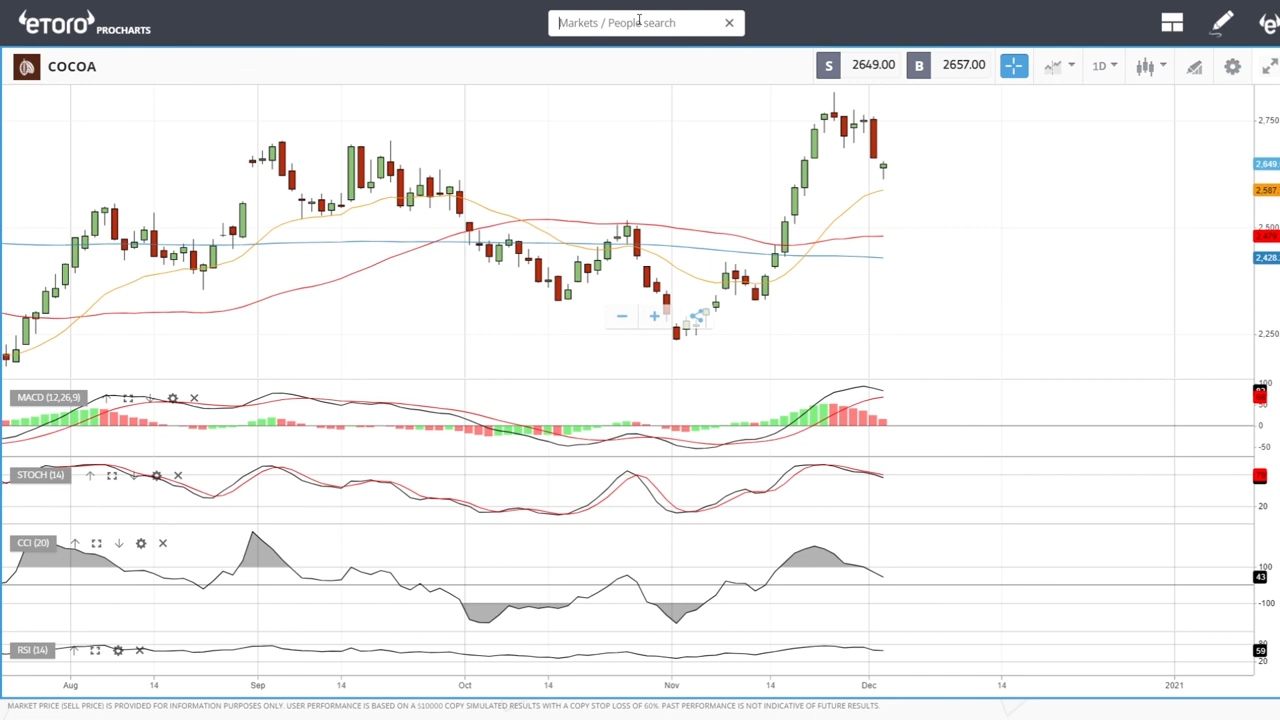 eToro PROCHARTS
Markets / People search
COCOA
S 2649.00 B 2657.00
1D
2,750
2,649.
2,587.
2,500
2,428.
2,250
MACD (12,26,9)
100
50
0
-50
STOCH (14)
20
CCI (20)
100
43
-100
RSI (14)
80
59
20
Aug 14 Sep 14 Oct 14 Nov 14 Dec 14 2021
MARKET PRICE (SELL PRICE) IS PROVIDED FOR INFORMATION PURPOSES ONLY. USER PERFORMANCE IS BASED ON A $10000 COPY SIMULATED RESULTS WITH A COPY STOP LOSS OF 60%. PAST PERFORMANCE IS NOT INDICATIVE OF FUTURE RESULTS.